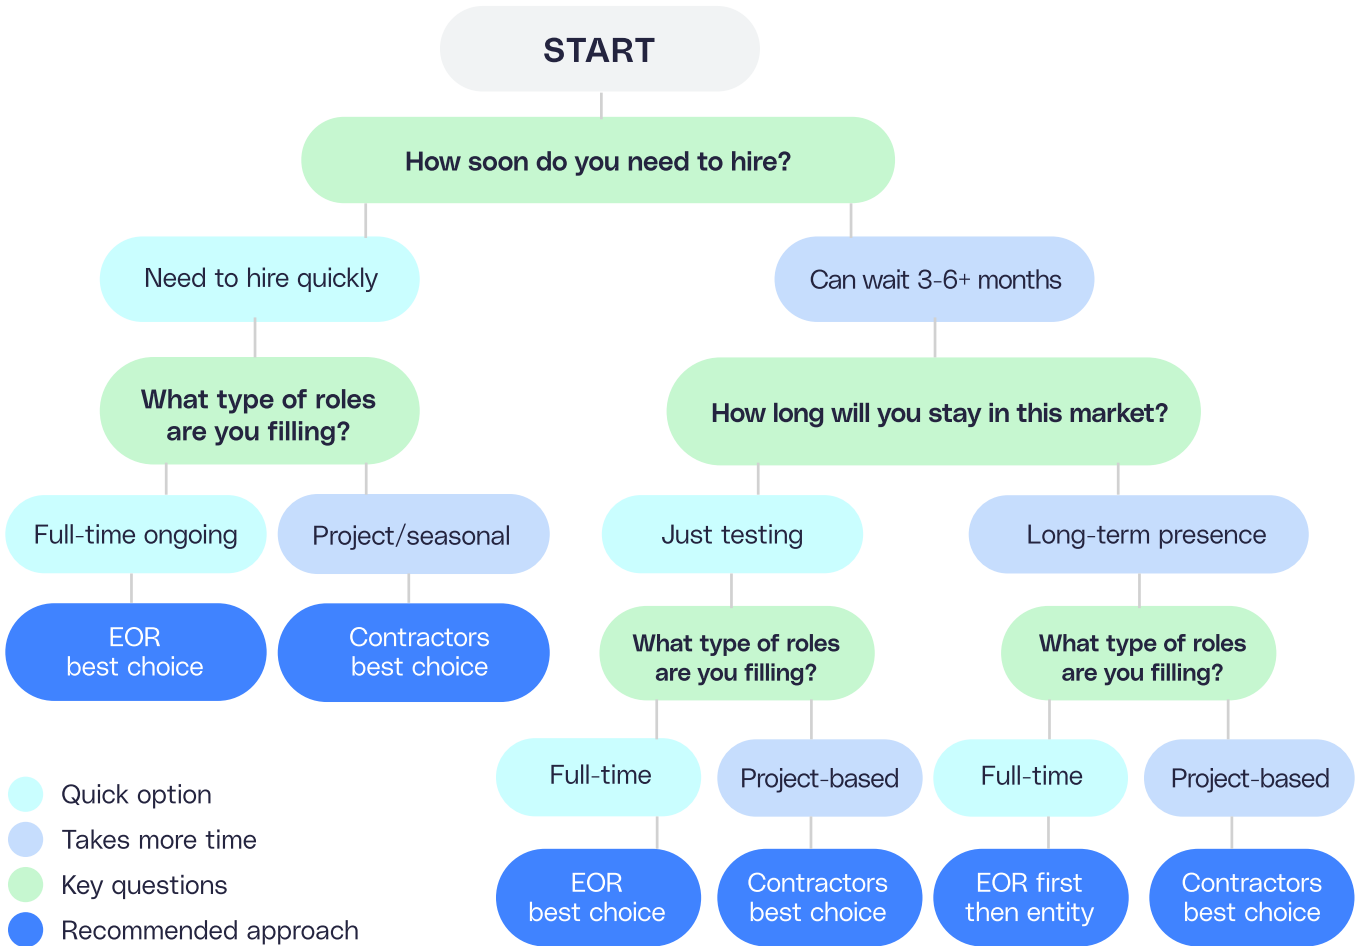 START
How soon do you need to hire?
Need to hire quickly
Can wait 3-6+ months
What type of roles
are you filling?
How long will you stay in this market?
Full-time ongoing
Project/seasonal
Just testing
Long-term presence
EOR
best choice
Contractors
best choice
What type of roles
are you filling?
What type of roles
are you filling?
Full-time
Project-based
Full-time
Project-based
EOR
best choice
Contractors
best choice
EOR first
then entity
Contractors
best choice
Quick option
Takes more time
Key questions
Recommended approach